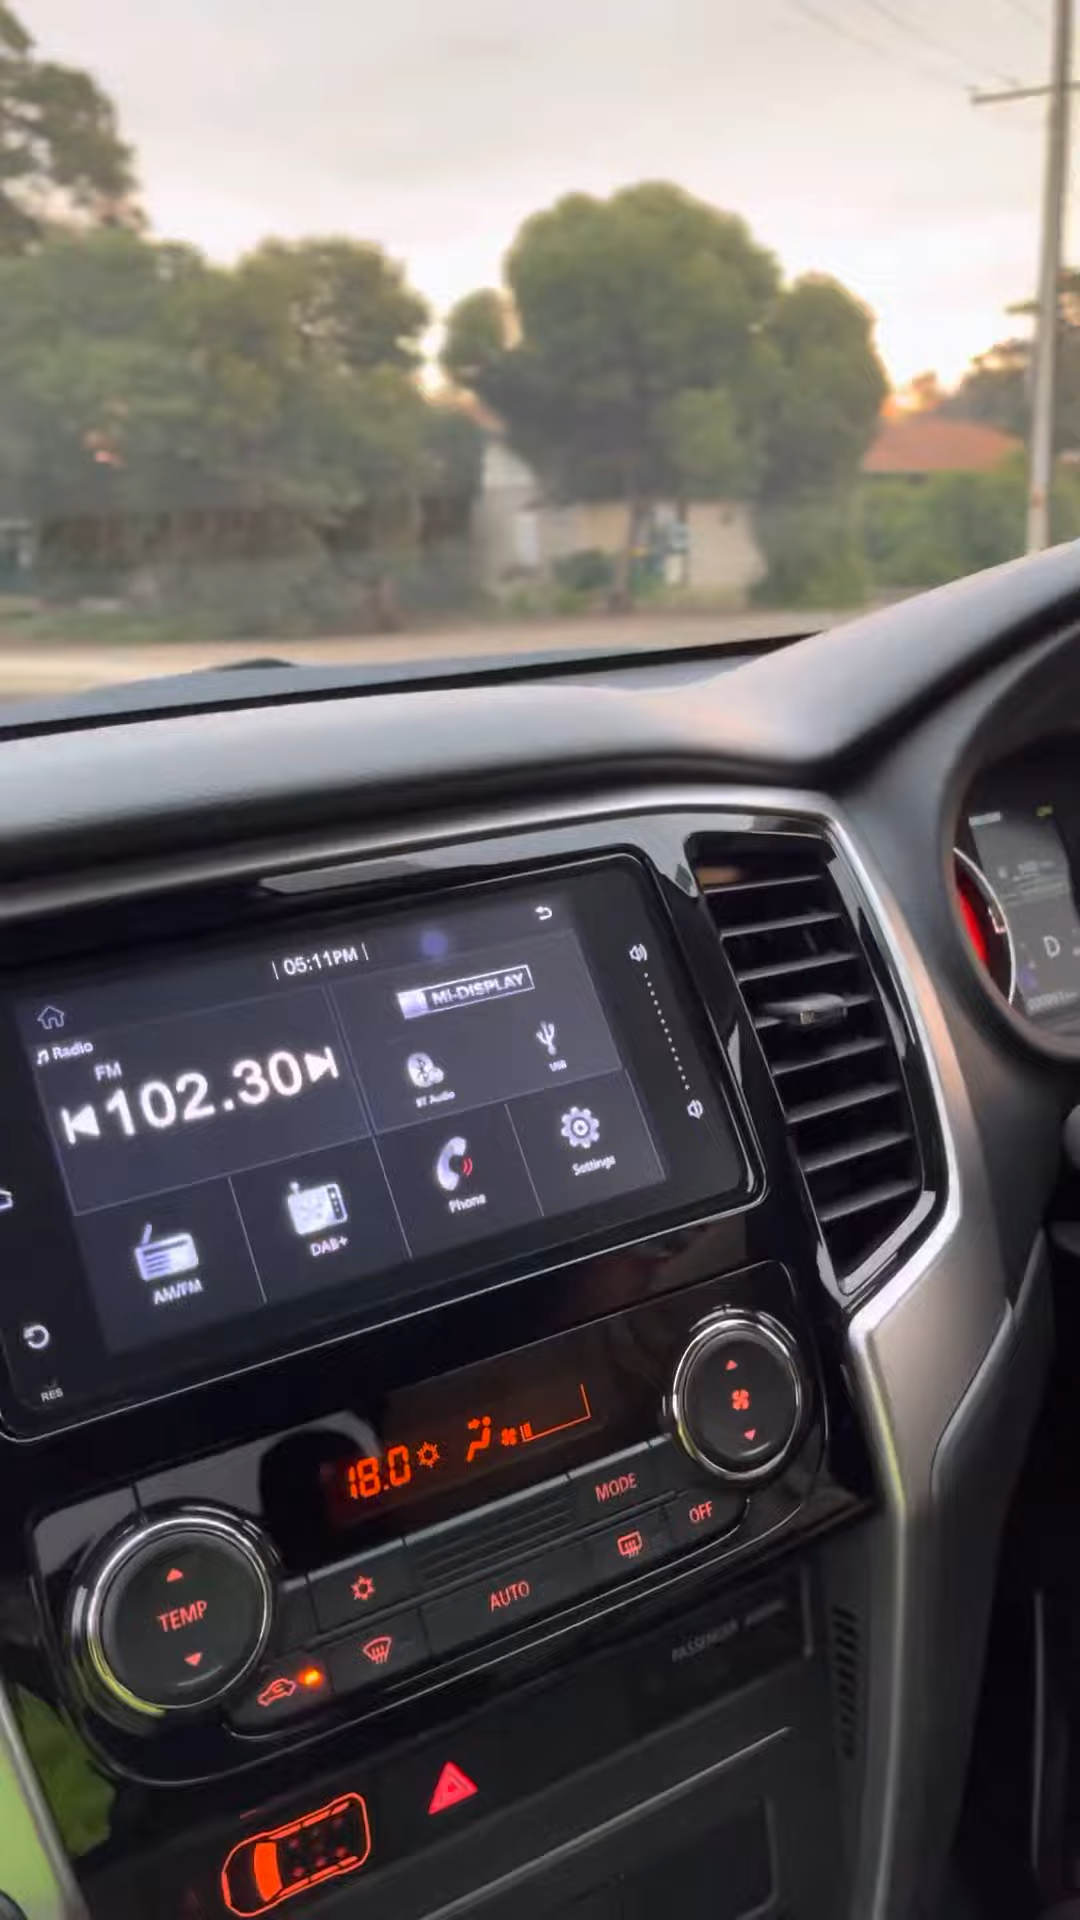 05:11PM
MI-DISPLAY
Radio
FM
102.30
BT Audio
USB
AM/FM
DAB+
Phone
Settings
RES
18.0
MODE
OFF
AUTO
TEMP
PASSENGER
D